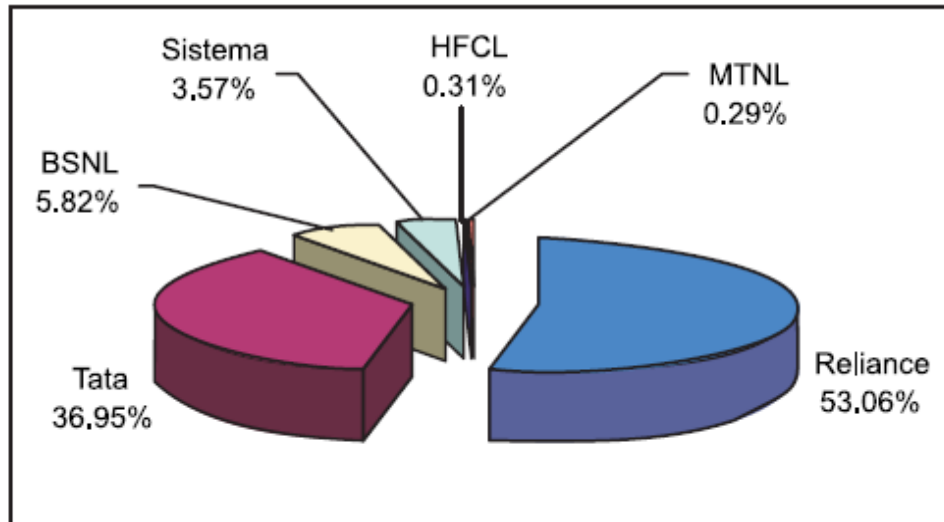 Sistema
3.57%
HFCL
0.31%
MTNL
0.29%
BSNL
5.82%
Tata
36.95%
Reliance
53.06%